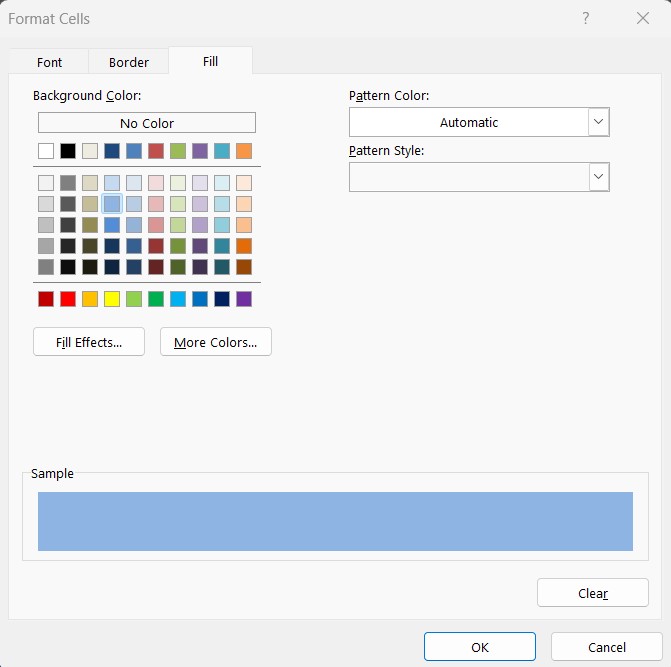 Format Cells
?
Font
Border
Fill
Background Color:
No Color
Pattern Color:
Automatic
Pattern Style:
Fill Effects...
More Colors...
Sample
Clear
OK
Cancel